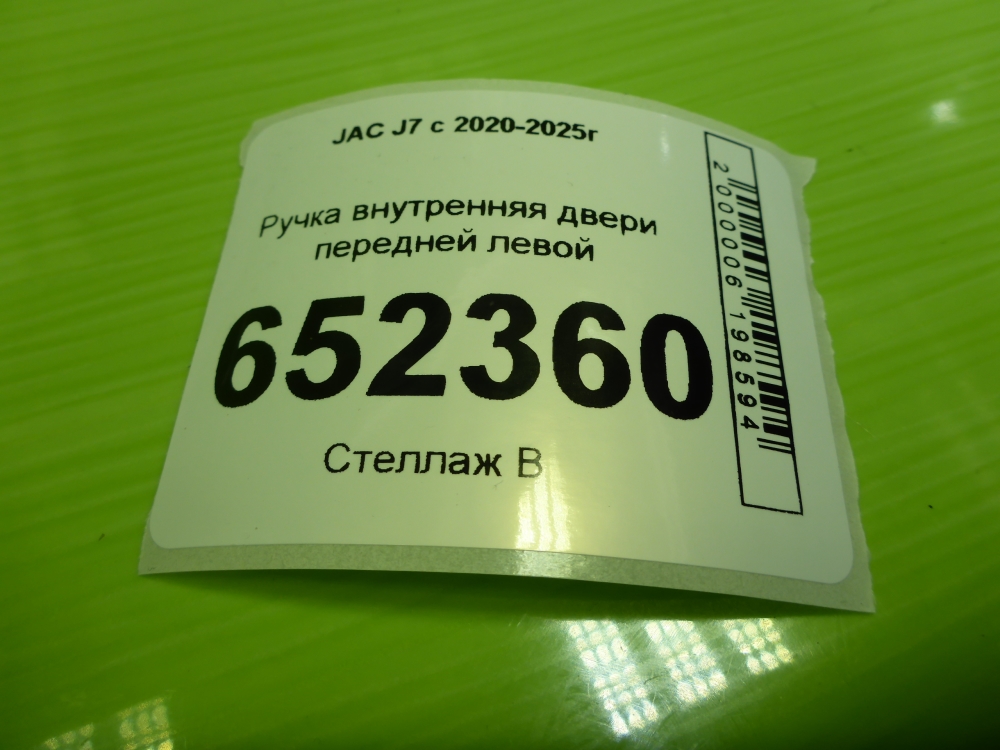 JAC J7 с 2020-2025г
Ручка внутренняя двери
передней левой
652360
Стеллаж В
2000006198594